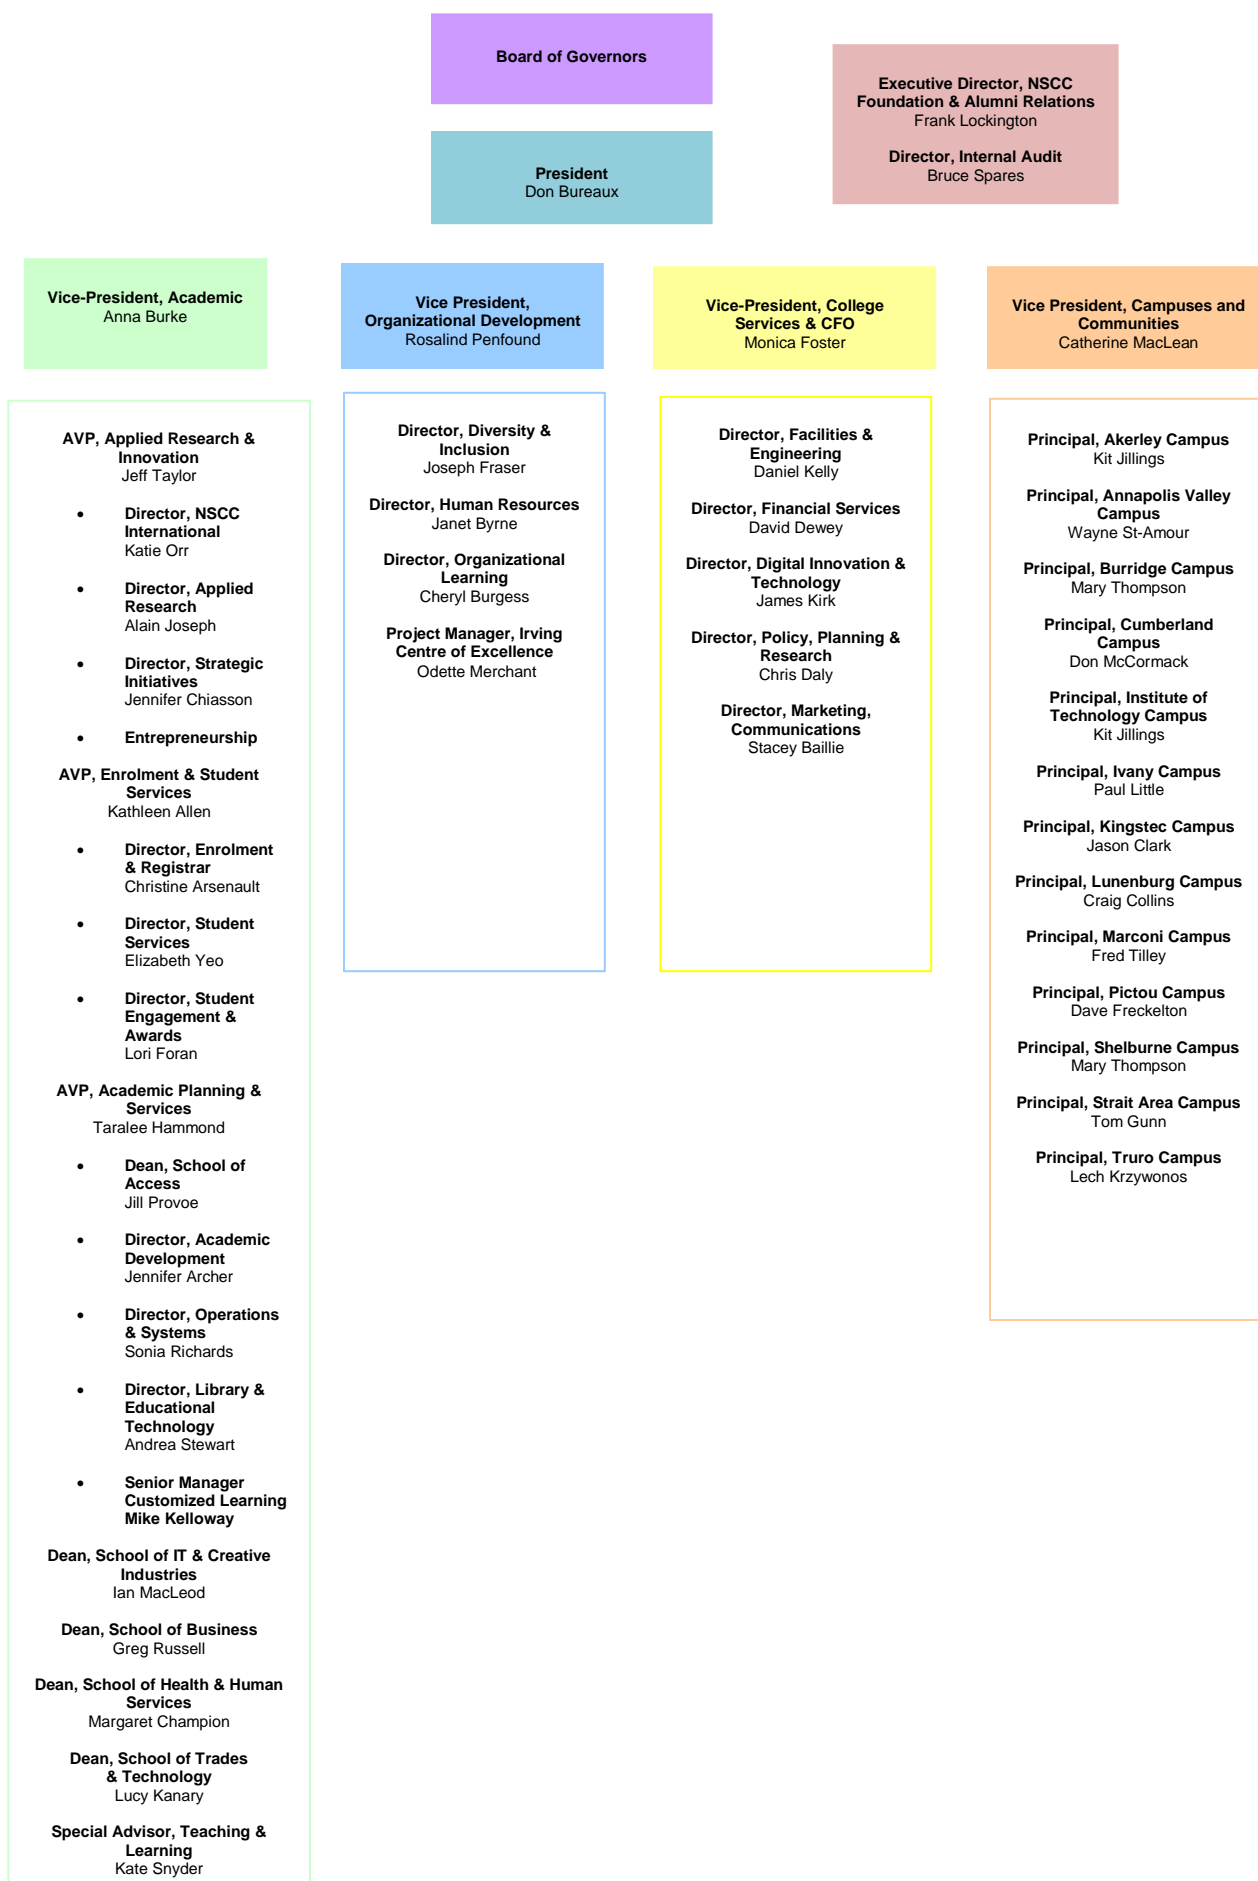 Board of Governors
Executive Director, NSCC
Foundation & Alumni Relations
Frank Lockington
Director, Internal Audit
Bruce Spares
President
Don Bureaux
Vice-President, Academic
Anna Burke
Vice President,
Organizational Development
Rosalind Penfound
Vice-President, College
Services & CFO
Monica Foster
Vice President, Campuses and
Communities
Catherine MacLean
AVP, Applied Research &
Innovation
Jeff Taylor
• Director, NSCC
International
Katie Orr
• Director, Applied
Research
Alain Joseph
• Director, Strategic
Initiatives
Jennifer Chiasson
• Entrepreneurship
AVP, Enrolment & Student
Services
Kathleen Allen
• Director, Enrolment
& Registrar
Christine Arsenault
• Director, Student
Services
Elizabeth Yeo
• Director, Student
Engagement &
Awards
Lori Foran
AVP, Academic Planning &
Services
Taralee Hammond
• Dean, School of
Access
Jill Provoe
• Director, Academic
Development
Jennifer Archer
• Director, Operations
& Systems
Sonia Richards
• Director, Library &
Educational
Technology
Andrea Stewart
• Senior Manager
Customized Learning
Mike Kelloway
Dean, School of IT & Creative
Industries
Ian MacLeod
Dean, School of Business
Greg Russell
Dean, School of Health & Human
Services
Margaret Champion
Dean, School of Trades
& Technology
Lucy Kanary
Special Advisor, Teaching &
Learning
Kate Snyder
Director, Diversity &
Inclusion
Joseph Fraser
Director, Human Resources
Janet Byrne
Director, Organizational
Learning
Cheryl Burgess
Project Manager, Irving
Centre of Excellence
Odette Merchant
Director, Facilities &
Engineering
Daniel Kelly
Director, Financial Services
David Dewey
Director, Digital Innovation &
Technology
James Kirk
Director, Policy, Planning &
Research
Chris Daly
Director, Marketing,
Communications
Stacey Baillie
Principal, Akerley Campus
Kit Jillings
Principal, Annapolis Valley
Campus
Wayne St-Amour
Principal, Burridge Campus
Mary Thompson
Principal, Cumberland
Campus
Don McCormack
Principal, Institute of
Technology Campus
Kit Jillings
Principal, Ivany Campus
Paul Little
Principal, Kingstec Campus
Jason Clark
Principal, Lunenburg Campus
Craig Collins
Principal, Marconi Campus
Fred Tilley
Principal, Pictou Campus
Dave Freckelton
Principal, Shelburne Campus
Mary Thompson
Principal, Strait Area Campus
Tom Gunn
Principal, Truro Campus
Lech Krzywonos